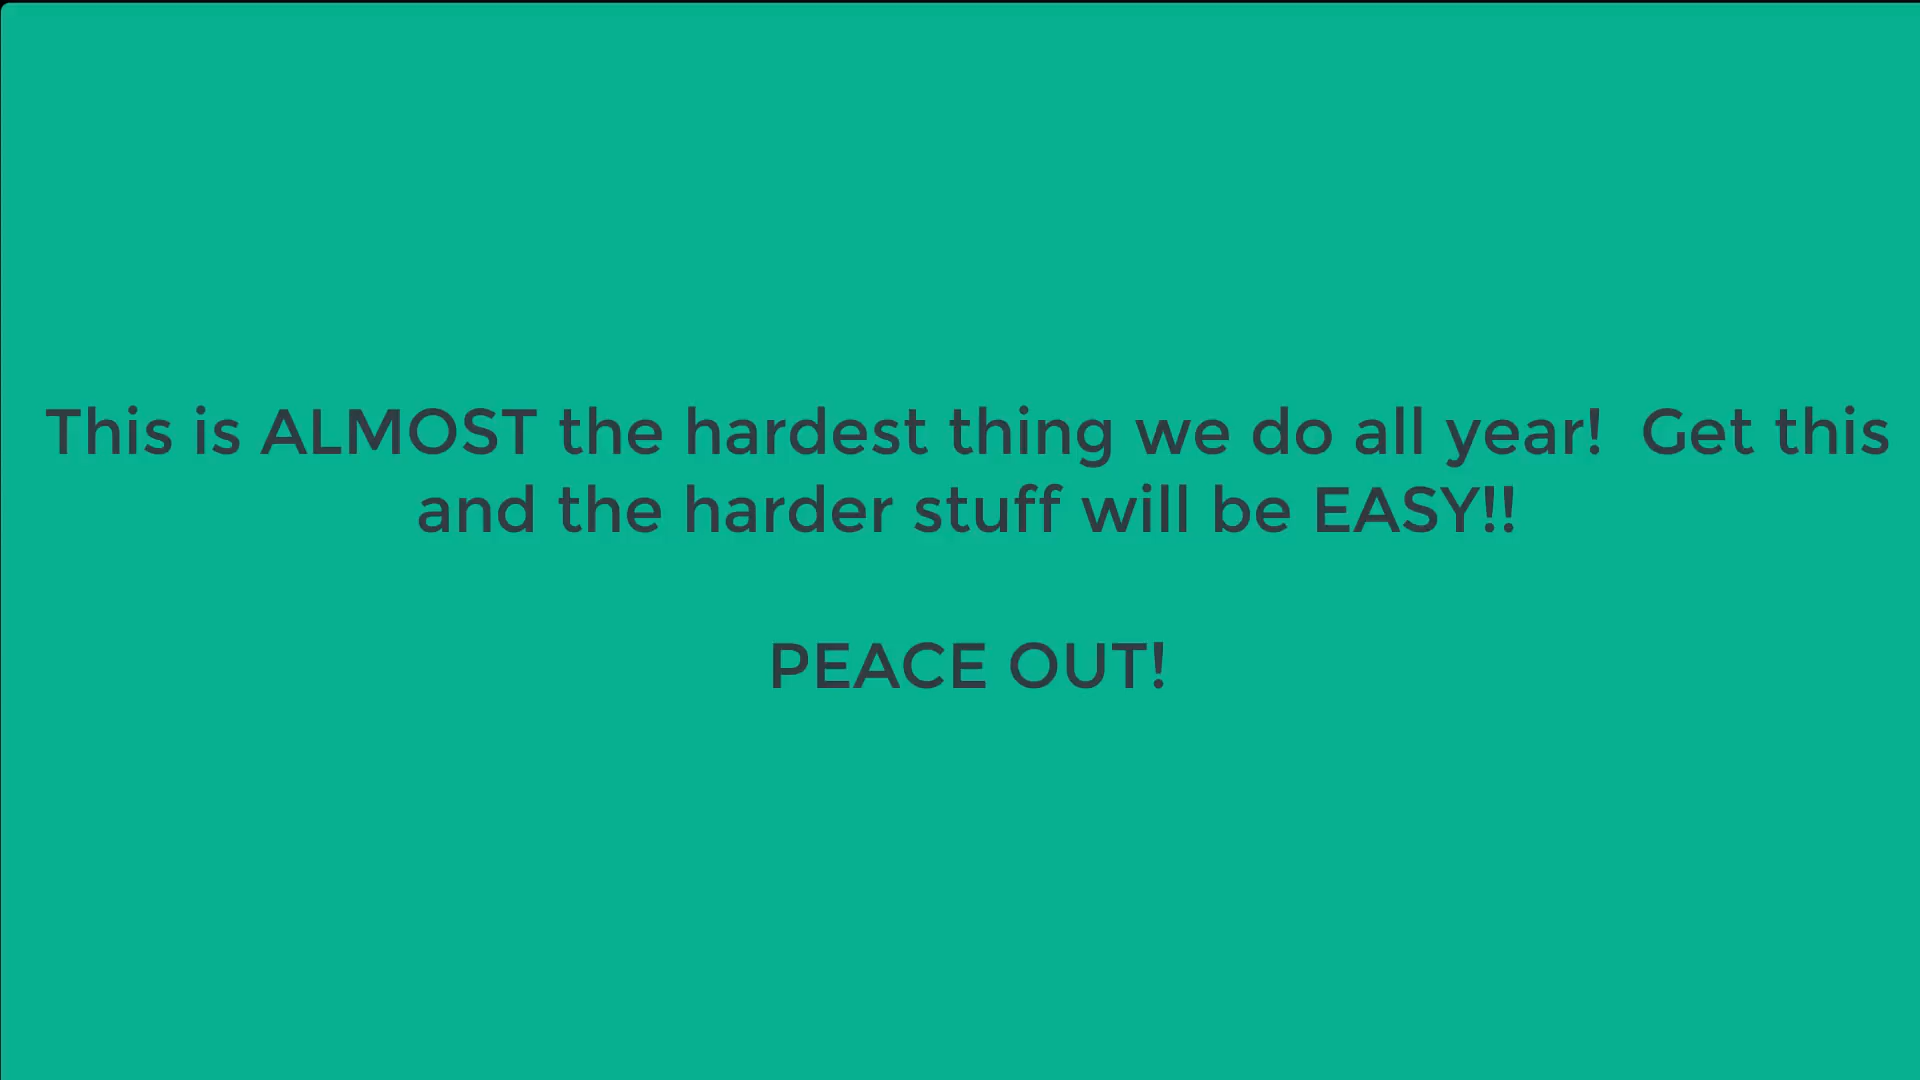 This is ALMOST the hardest thing we do all year!  Get this
and the harder stuff will be EASY!!
PEACE OUT!